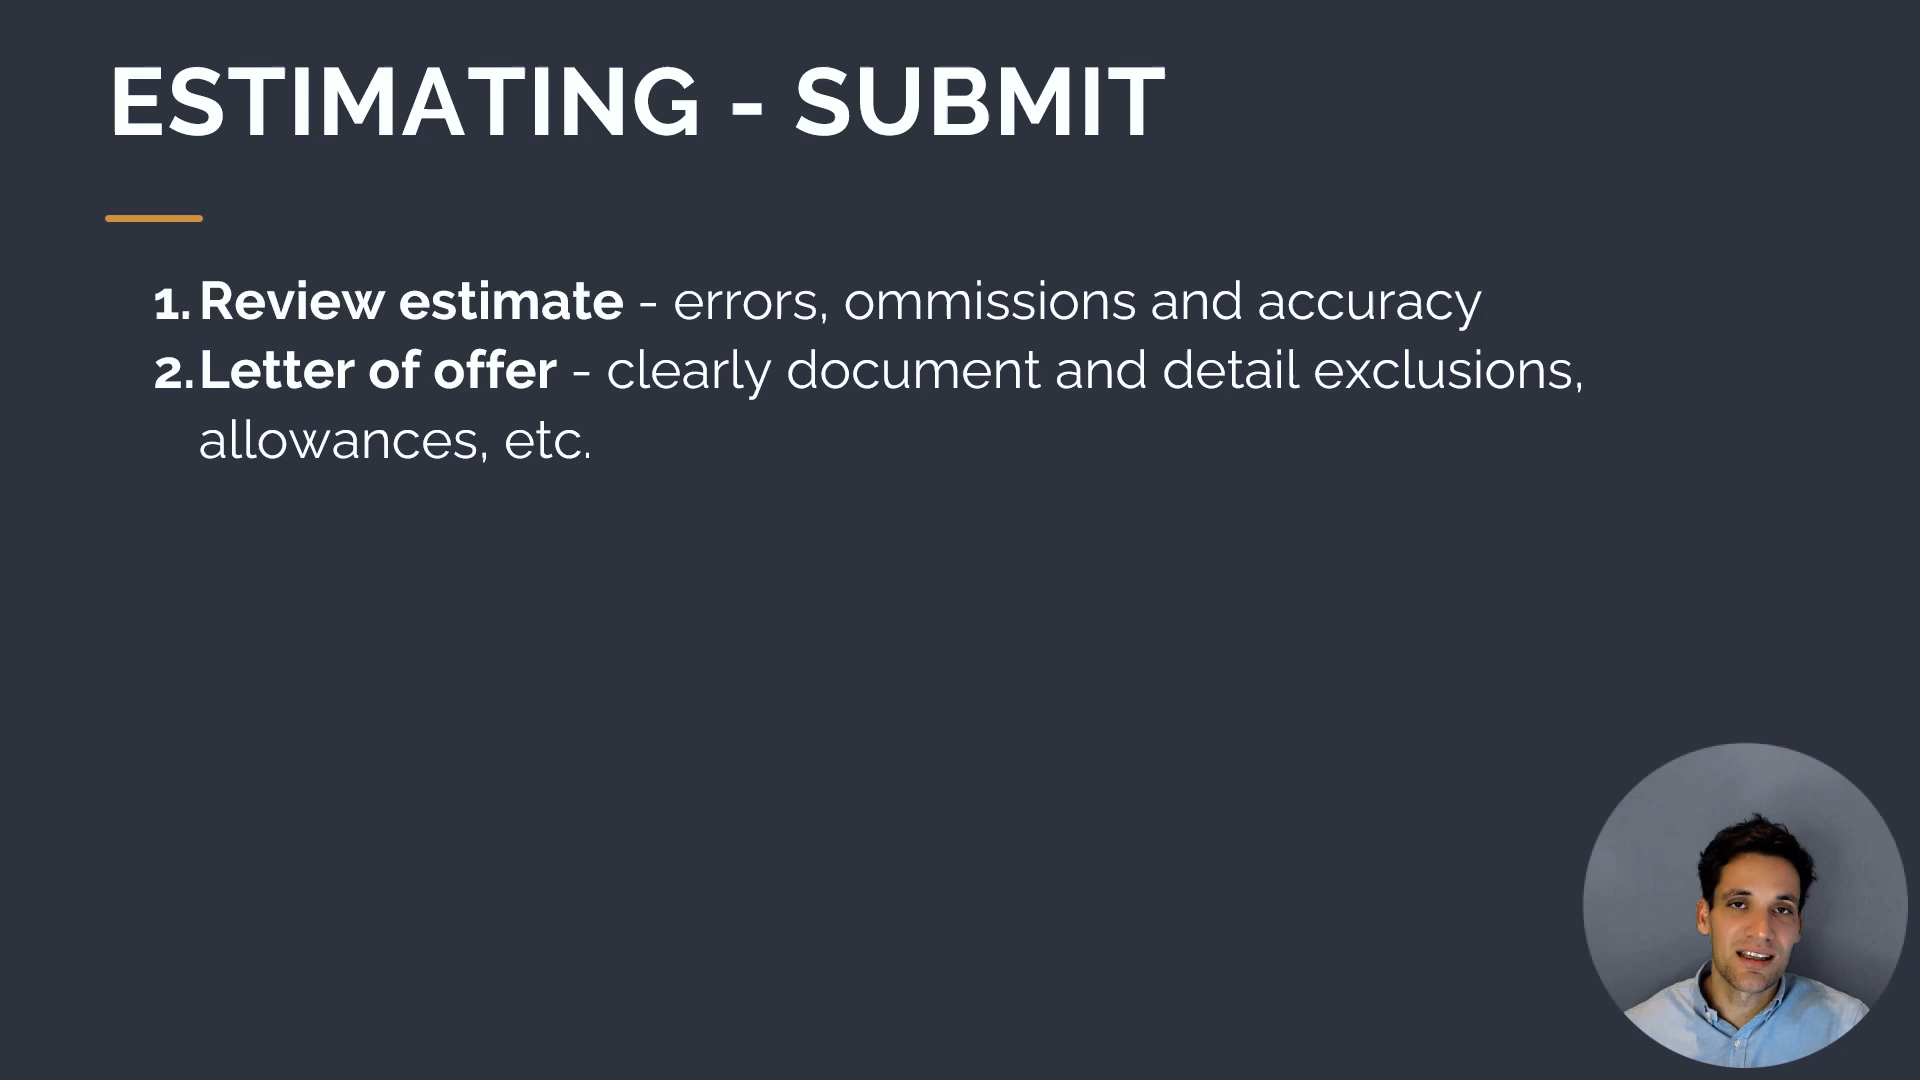 ESTIMATING - SUBMIT
1. Review estimate - errors, ommissions and accuracy
2. Letter of offer - clearly document and detail exclusions,
allowances, etc.